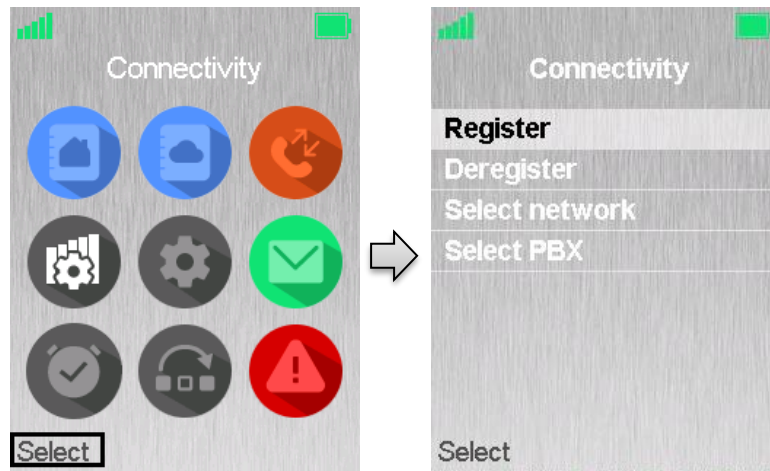 Connectivity
Select
Connectivity
Register
Deregister
Select network
Select PBX
Select